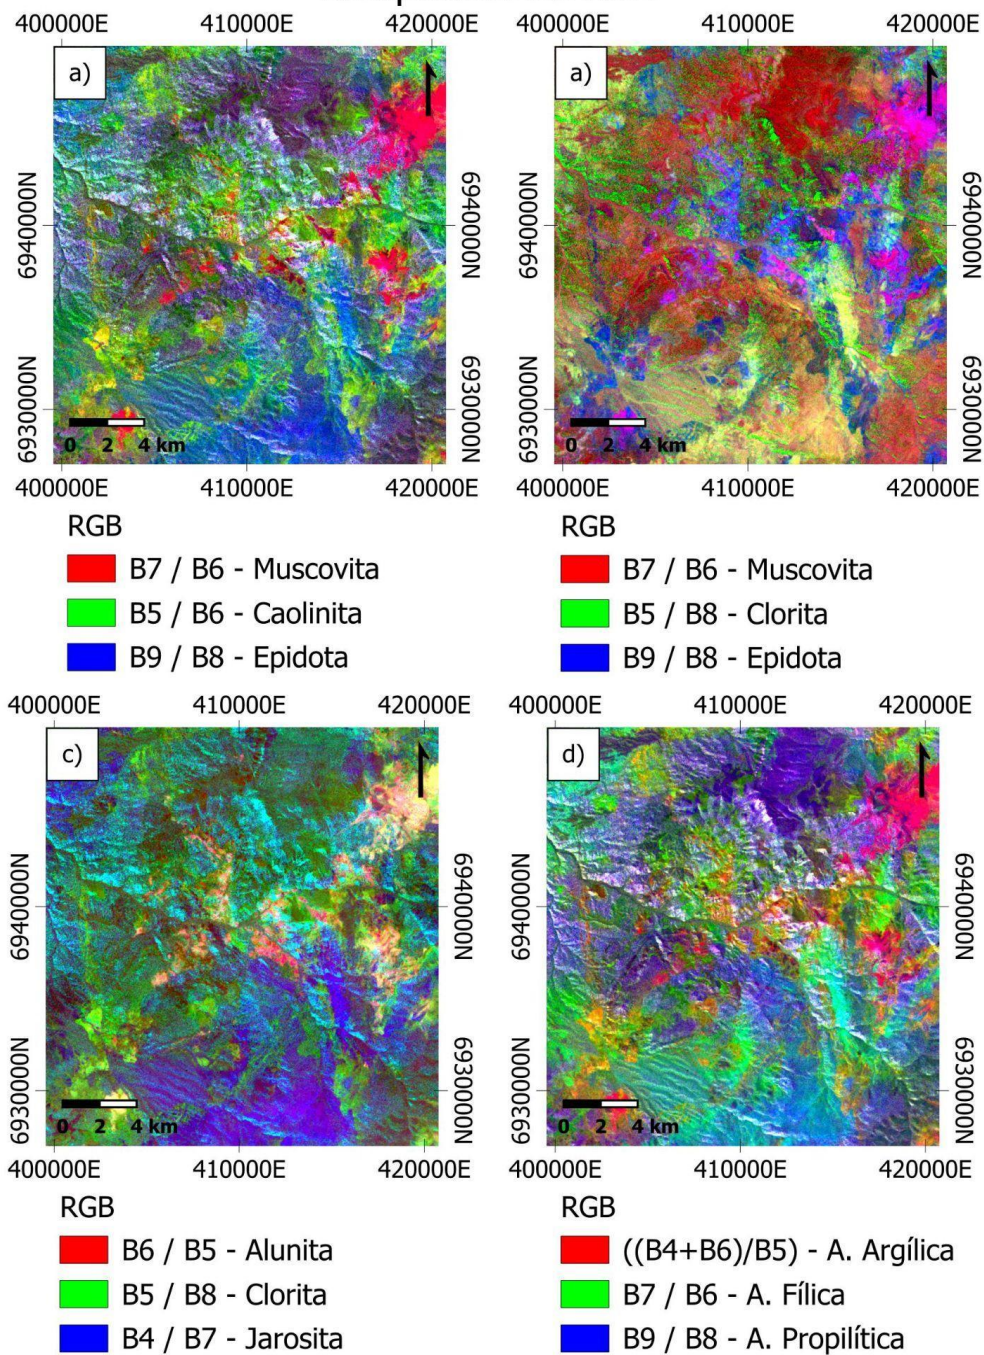 400000E 410000E 420000E 400000E 410000E 420000E
a) a)
6940000N 6940000N 6940000N 6940000N
6930000N 6930000N 6930000N 6930000N
0 2 4 km 0 2 4 km
400000E 410000E 420000E 400000E 410000E 420000E
RGB
B7 / B6 - Muscovita
B5 / B6 - Caolinita
B9 / B8 - Epidota
RGB
B7 / B6 - Muscovita
B5 / B8 - Clorita
B9 / B8 - Epidota
400000E 410000E 420000E 400000E 410000E 420000E
c) d)
6940000N 6940000N 6940000N 6940000N
6930000N 6930000N 6930000N 6930000N
0 2 4 km 0 2 4 km
400000E 410000E 420000E 400000E 410000E 420000E
RGB
B6 / B5 - Alunita
B5 / B8 - Clorita
B4 / B7 - Jarosita
RGB
((B4+B6)/B5) - A. Argílica
B7 / B6 - A. Fílica
B9 / B8 - A. Propilítica